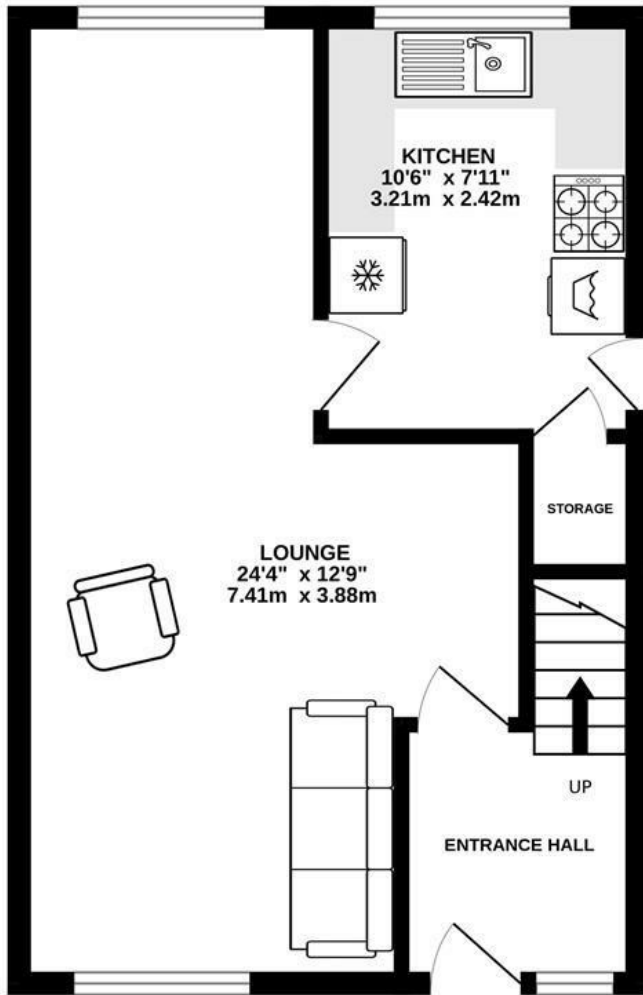 KITCHEN
10'6" x 7'11"
3.21m x 2.42m
STORAGE
LOUNGE
24'4" x 12'9"
7.41m x 3.88m
UP
ENTRANCE HALL